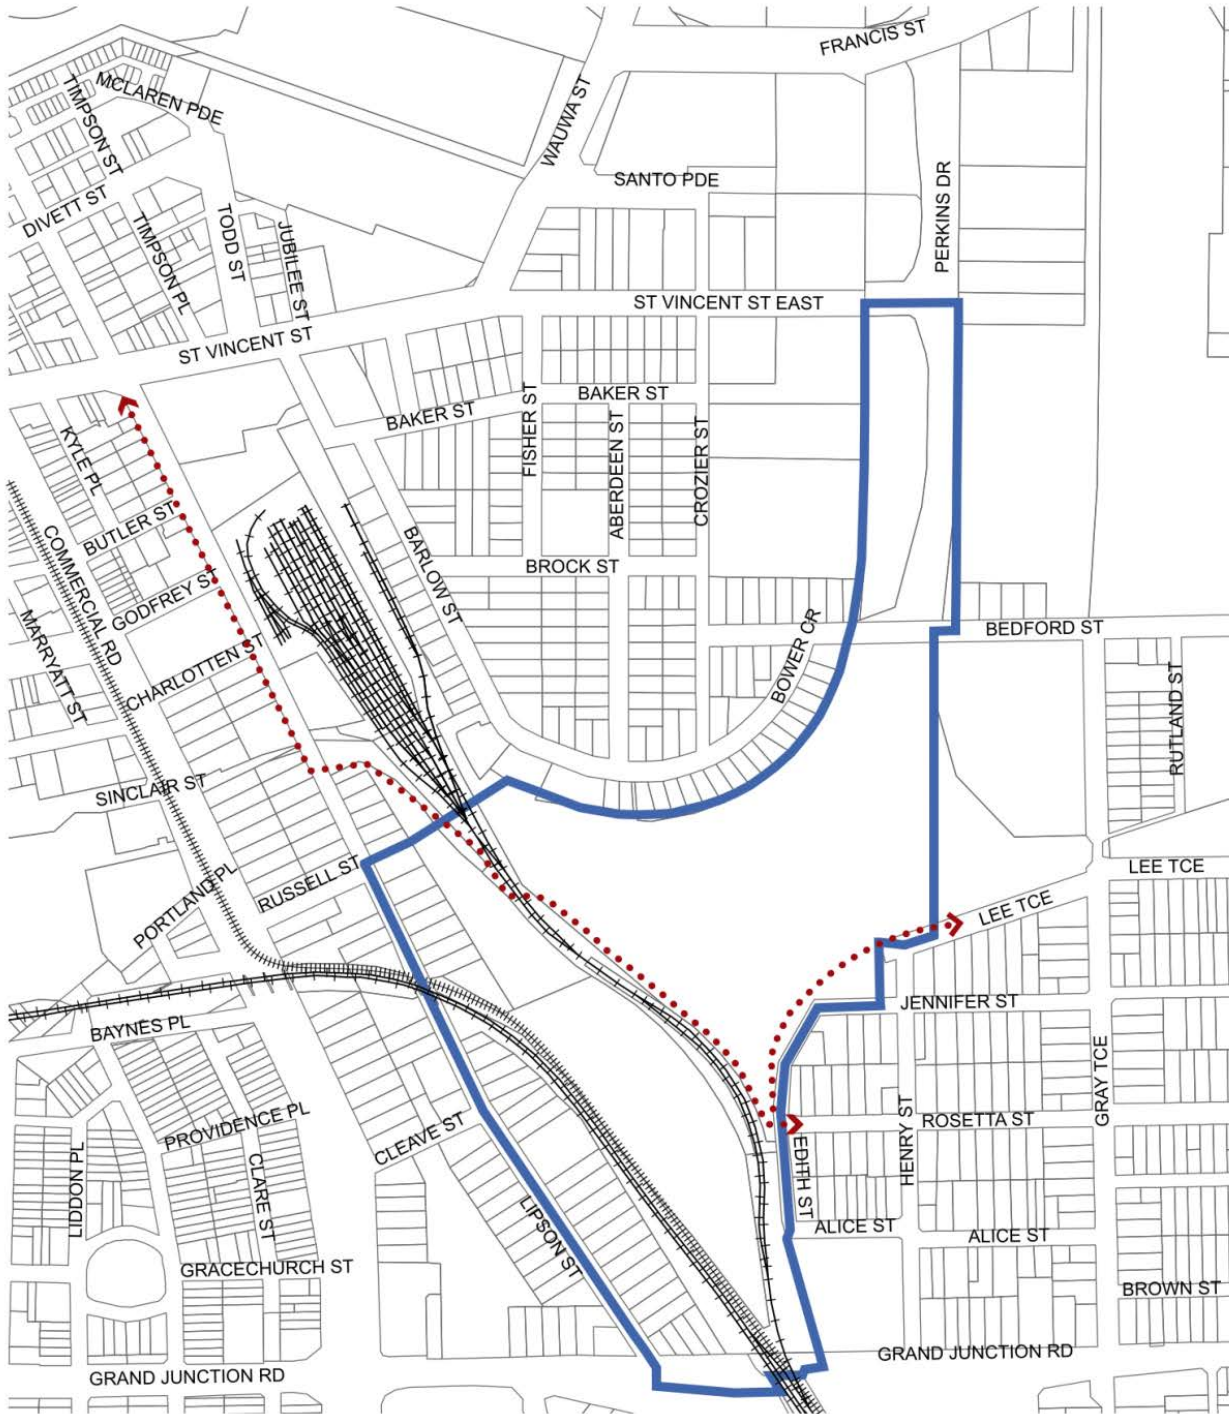 FRANCIS ST
MCLAREN PDE
TIMPSON ST
WAUWA ST
SANTO PDE
DIVETT ST
TIMPSON PL
TODD ST
JUBILEE ST
PERKINS DR
ST VINCENT ST EAST
ST VINCENT ST
BAKER ST
BAKER ST
FISHER ST
ABERDEEN ST
CROZIER ST
KYLE PL
BUTLER ST
COMMERCIAL RD
BARLOW ST
BROCK ST
GODFREY ST
MARRYATT ST
CHARLOTTEN ST
BOWER CR
BEDFORD ST
RUTLAND ST
SINCLAIR ST
RUSSELL ST
PORTLAND PL
LEE TCE
LEE TCE
JENNIFER ST
BAYNES PL
GRAY TCE
PROVIDENCE PL
CLEAVE ST
HENRY ST
ROSETTA ST
EDITH ST
LIDDON PL
CLARE ST
LIPSON ST
ALICE ST
ALICE ST
GRACECHURCH ST
BROWN ST
GRAND JUNCTION RD
GRAND JUNCTION RD